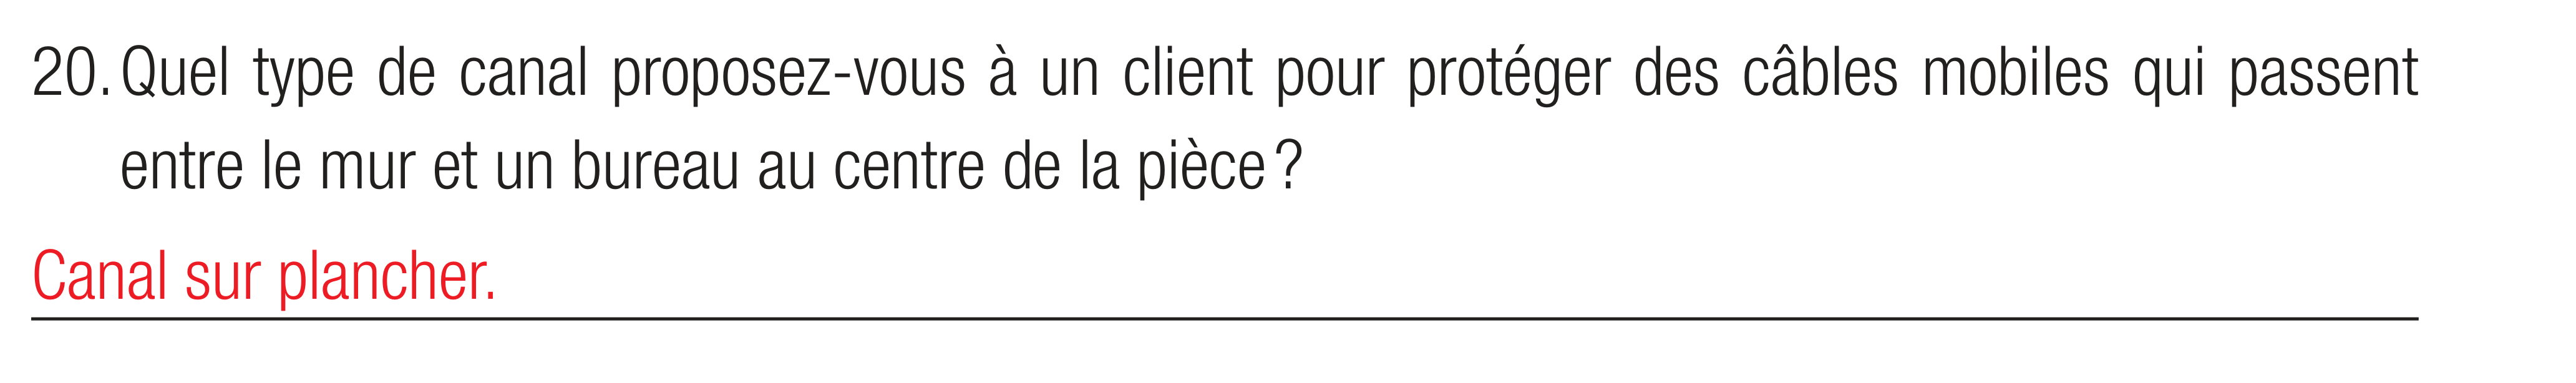 20. Quel type de canal proposez-vous à un client pour protéger des câbles mobiles qui passent
entre le mur et un bureau au centre de la pièce ?
Canal sur plancher.